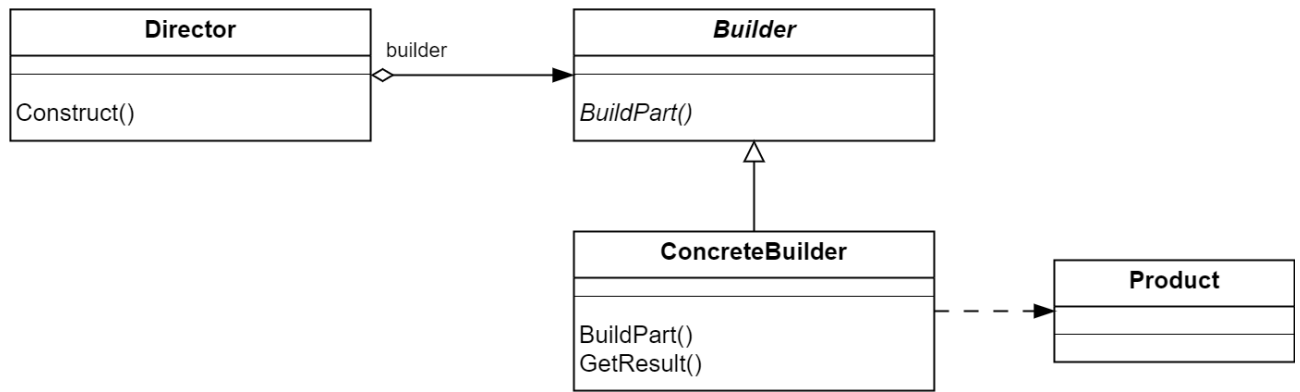 Director
builder
Construct()
Builder
BuildPart()
ConcreteBuilder
BuildPart()
GetResult()
Product